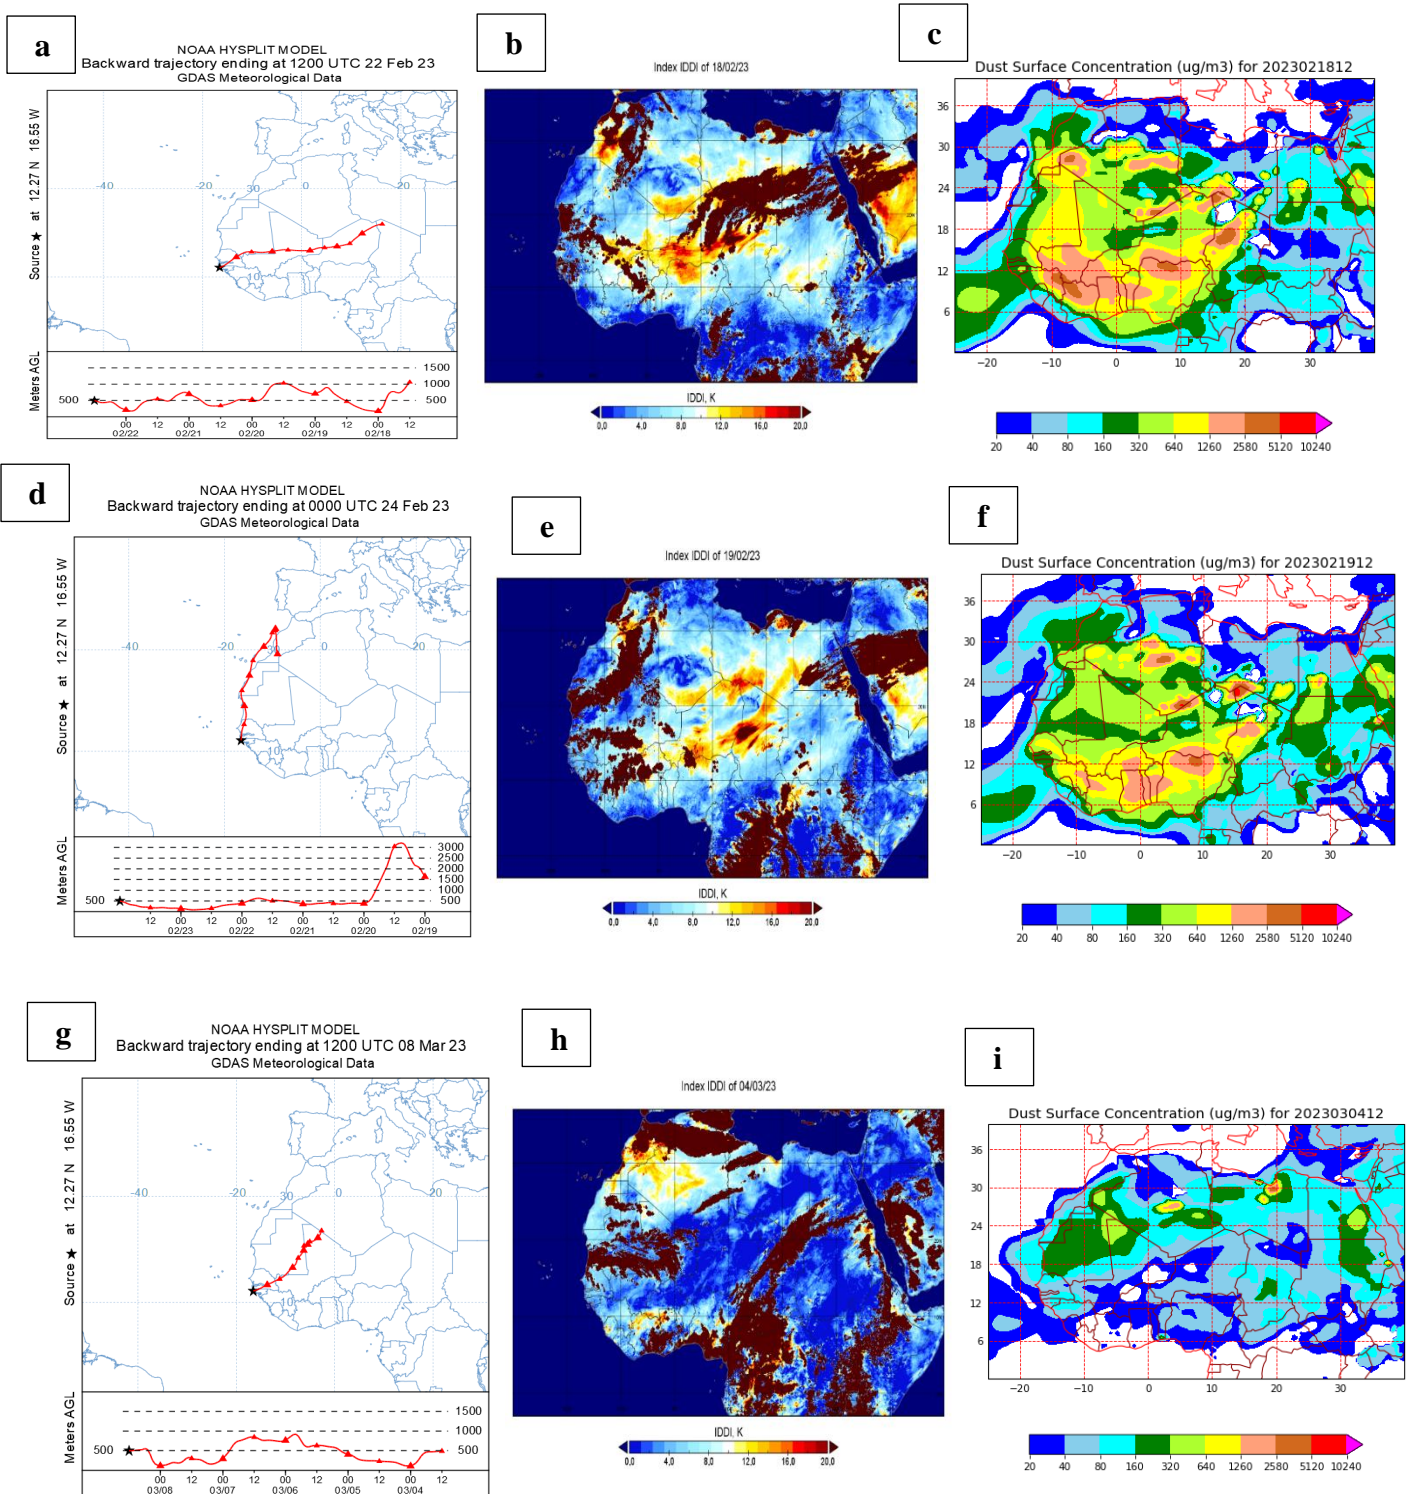 a
NOAA HYSPLIT MODEL
Backward trajectory ending at 1200 UTC 22 Feb 23
GDAS Meteorological Data
Source ★ at 12.27 N 16.55 W
-40 -20 30 0 20
10
Meters AGL
1500
1000
500 500
00 12 00 12 00 12 00 12 00 12
02/22 02/21 02/20 02/19 02/18
b
Index IDDI of 18/02/23
IDDI, K
0,0 4,0 8,0 12,0 16,0 20,0
c
Dust Surface Concentration (ug/m3) for 2023021812
36
30
24
18
12
6
−20 −10 0 10 20 30
20 40 80 160 320 640 1260 2580 5120 10240
d
NOAA HYSPLIT MODEL
Backward trajectory ending at 0000 UTC 24 Feb 23
GDAS Meteorological Data
Source ★ at 12.27 N 16.55 W
-40 -20 0 20
10
Meters AGL
3000
2500
2000
1500
1000
500 500
12 00 12 00 12 00 12 00 12 00
02/23 02/22 02/21 02/20 02/19
e
Index IDDI of 19/02/23
IDDI, K
0,0 4,0 8,0 12,0 16,0 20,0
f
Dust Surface Concentration (ug/m3) for 2023021912
36
30
24
18
12
6
−20 −10 0 10 20 30
20 40 80 160 320 640 1260 2580 5120 10240
g
NOAA HYSPLIT MODEL
Backward trajectory ending at 1200 UTC 08 Mar 23
GDAS Meteorological Data
Source ★ at 12.27 N 16.55 W
-40 -20 30 0 20
10
Meters AGL
1500
1000
500 500
00 12 00 12 00 12 00 12 00 12
03/08 03/07 03/06 03/05 03/04
h
Index IDDI of 04/03/23
IDDI, K
0,0 4,0 8,0 12,0 16,0 20,0
i
Dust Surface Concentration (ug/m3) for 2023030412
36
30
24
18
12
6
−20 −10 0 10 20 30
20 40 80 160 320 640 1260 2580 5120 10240